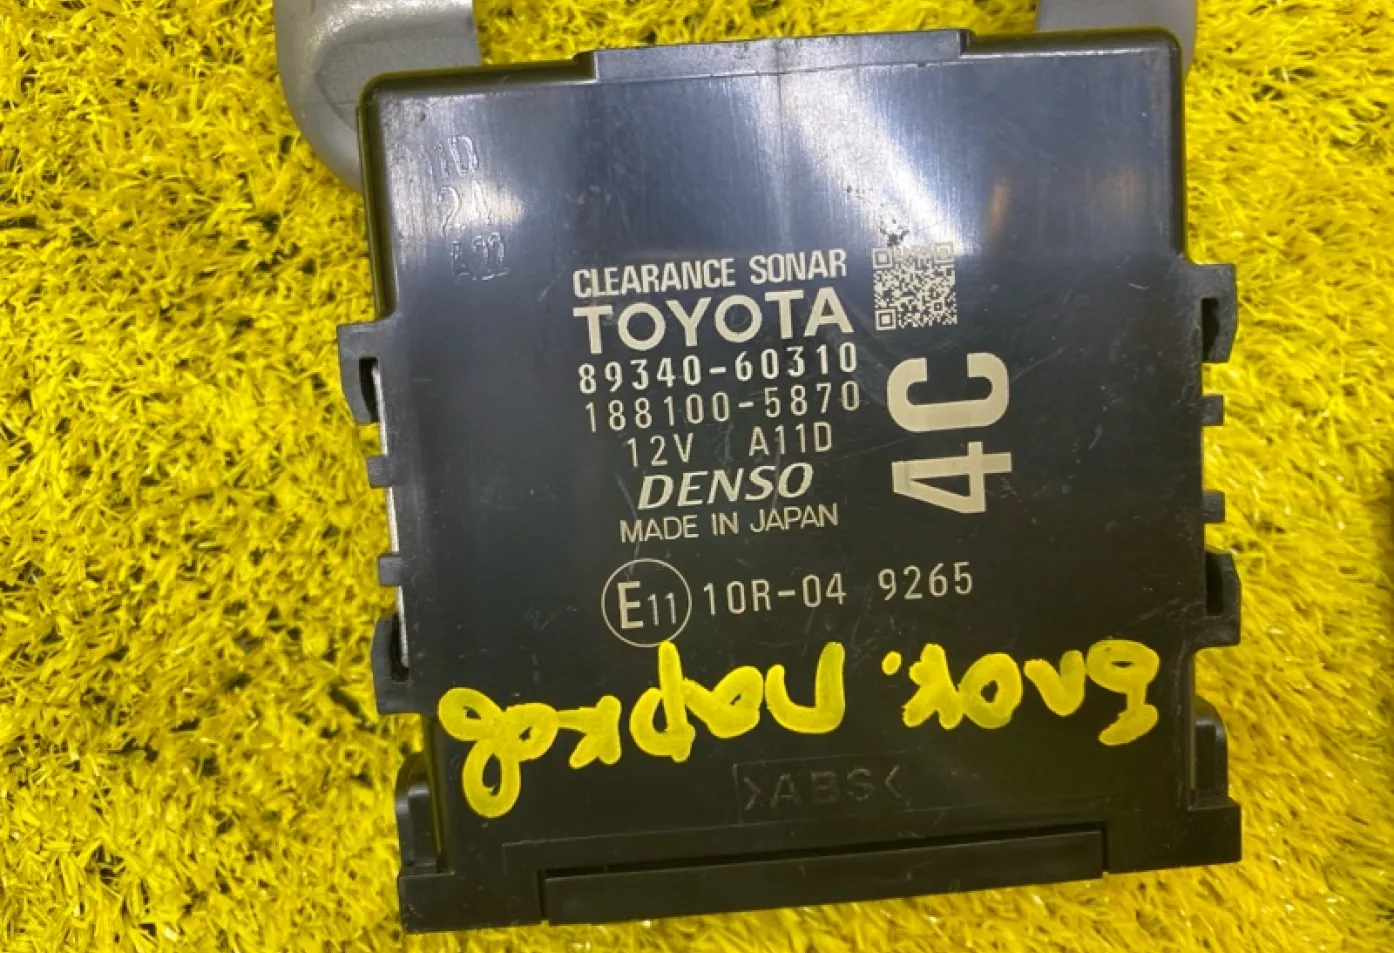 CLEARANCE SONAR
TOYOTA
89340-60310
188100-5870
12V A11D
DENSO
MADE IN JAPAN
4C
E11 10R-04 9265
блок. парков
>ABS<